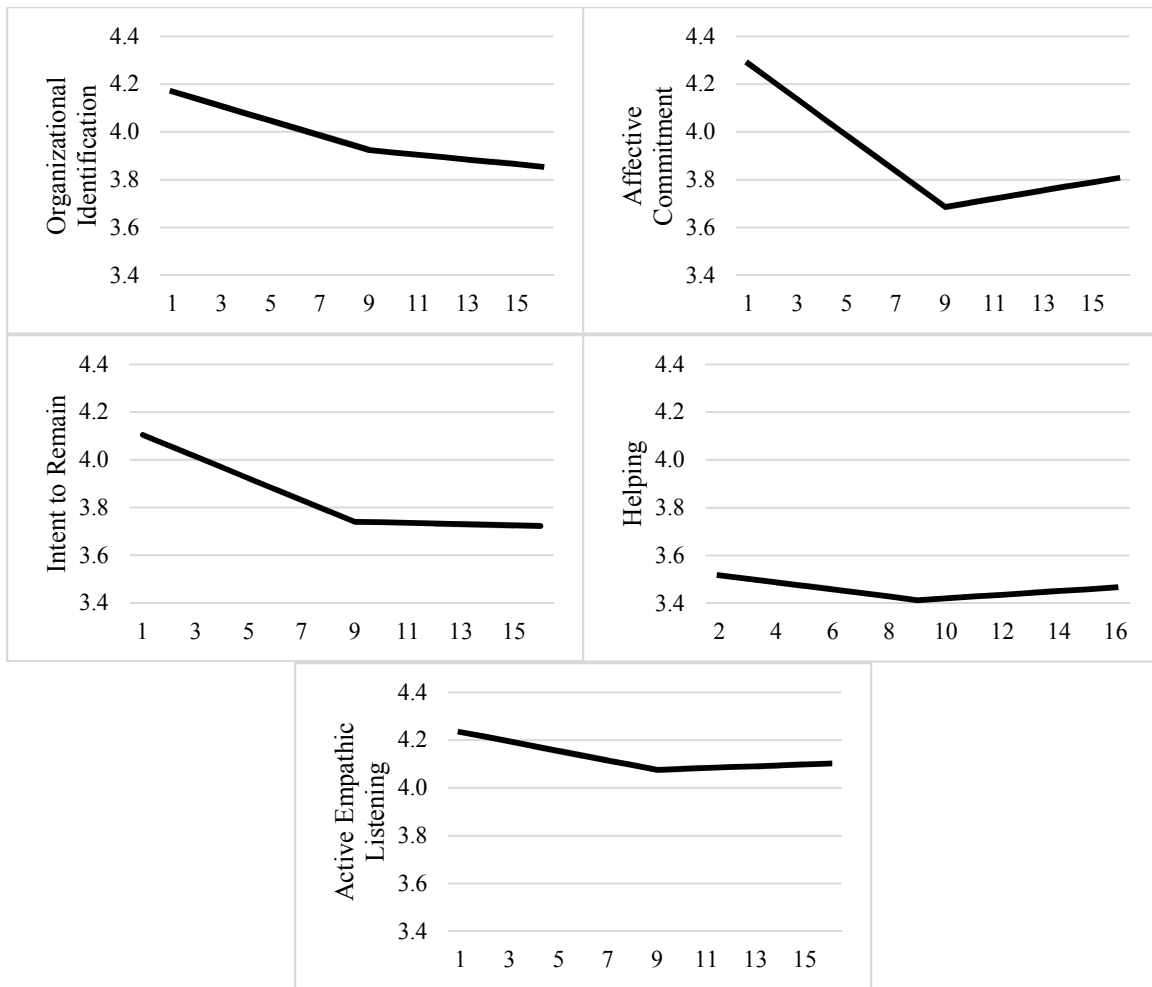 Organizational
Identification
4.4
4.2
4.0
3.8
3.6
3.4
1 3 5 7 9 11 13 15
Affective
Commitment
4.4
4.2
4.0
3.8
3.6
3.4
1 3 5 7 9 11 13 15
Intent to Remain
4.4
4.2
4.0
3.8
3.6
3.4
1 3 5 7 9 11 13 15
Helping
4.4
4.2
4.0
3.8
3.6
3.4
2 4 6 8 10 12 14 16
Active Empathic
Listening
4.4
4.2
4.0
3.8
3.6
3.4
1 3 5 7 9 11 13 15